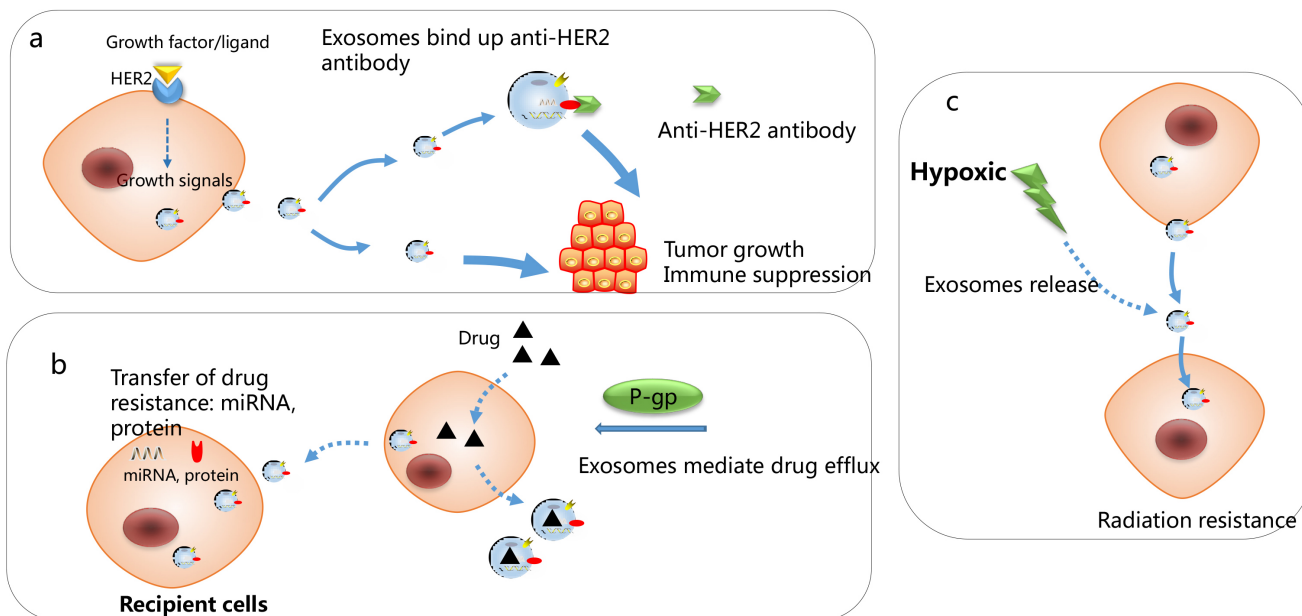 a
Growth factor/ligand
HER2
Growth signals
Exosomes bind up anti-HER2
antibody
Anti-HER2 antibody
Tumor growth
Immune suppression
b
Transfer of drug
resistance: miRNA,
protein
miRNA, protein
Recipient cells
Drug
P-gp
Exosomes mediate drug efflux
c
Hypoxic
Exosomes release
Radiation resistance